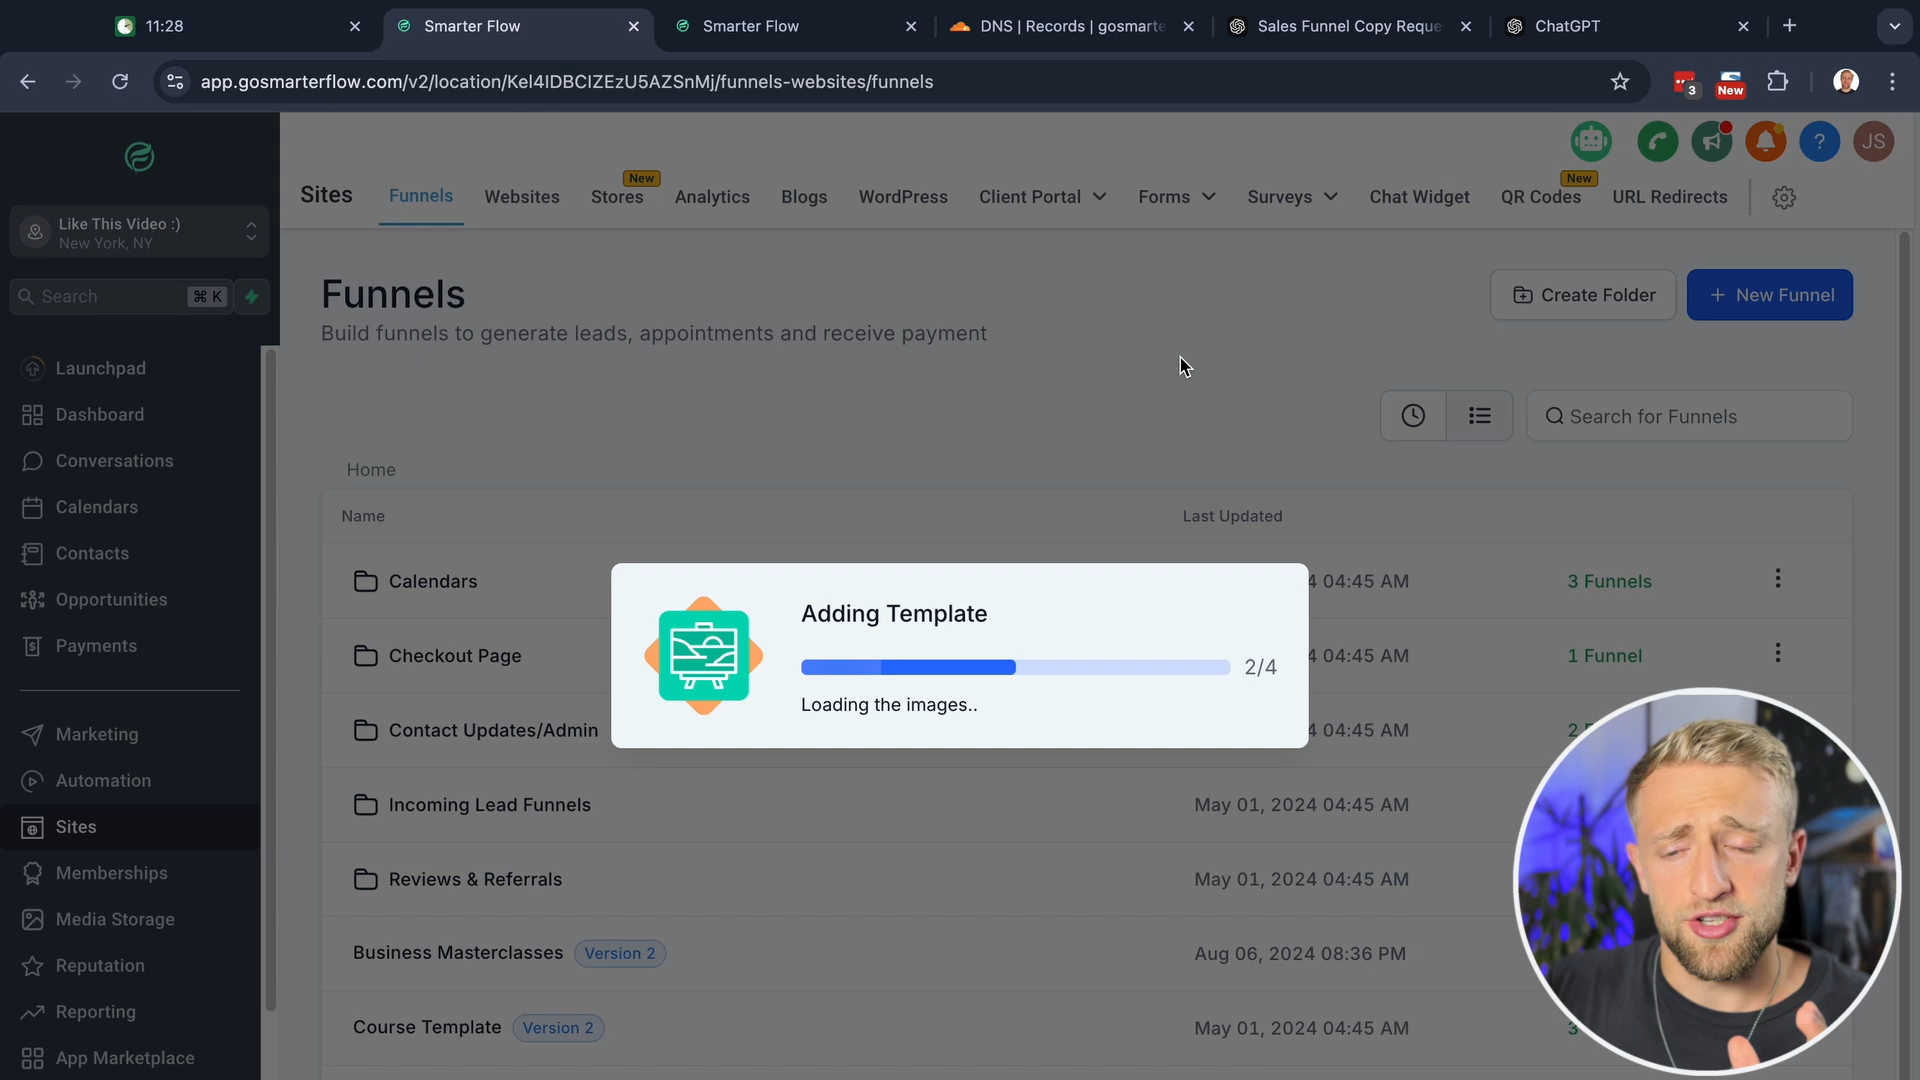 11:28
Smarter Flow
Smarter Flow
DNS | Records | gosmarte
Sales Funnel Copy Reque
ChatGPT
app.gosmarterflow.com/v2/location/Kel4IDBCIZEzU5AZSnMj/funnels-websites/funnels
3
New
JS
Like This Video :)
New York, NY
Search
⌘ K
Launchpad
Dashboard
Conversations
Calendars
Contacts
Opportunities
Payments
Marketing
Automation
Sites
Memberships
Media Storage
Reputation
Reporting
App Marketplace
Sites
Funnels
Websites
Stores
New
Analytics
Blogs
WordPress
Client Portal
Forms
Surveys
Chat Widget
QR Codes
New
URL Redirects
Funnels
Build funnels to generate leads, appointments and receive payment
Create Folder
+ New Funnel
Search for Funnels
Home
Name
Last Updated
Calendars
4 04:45 AM
3 Funnels
Checkout Page
4 04:45 AM
1 Funnel
Contact Updates/Admin
4 04:45 AM
2
Incoming Lead Funnels
May 01, 2024 04:45 AM
Reviews & Referrals
May 01, 2024 04:45 AM
Business Masterclasses
Version 2
Aug 06, 2024 08:36 PM
Course Template
Version 2
May 01, 2024 04:45 AM
3
Adding Template
2/4
Loading the images..